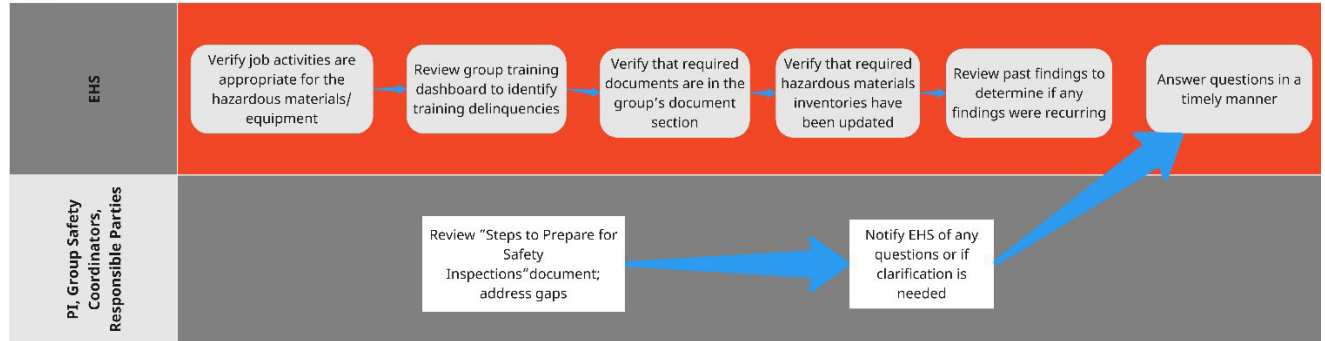 EHS
Verify job activities are
appropriate for the
hazardous materials/
equipment
Review group training
dashboard to identify
training delinquencies
Verify that required
documents are in the
group's document
section
Verify that required
hazardous materials
inventories have
been updated
Review past findings to
determine if any
findings were recurring
Answer questions in a
timely manner
PI, Group Safety
Coordinators,
Responsible Parties
Review "Steps to Prepare for
Safety
Inspections"document;
address gaps
Notify EHS of any
questions or if
clarification is
needed